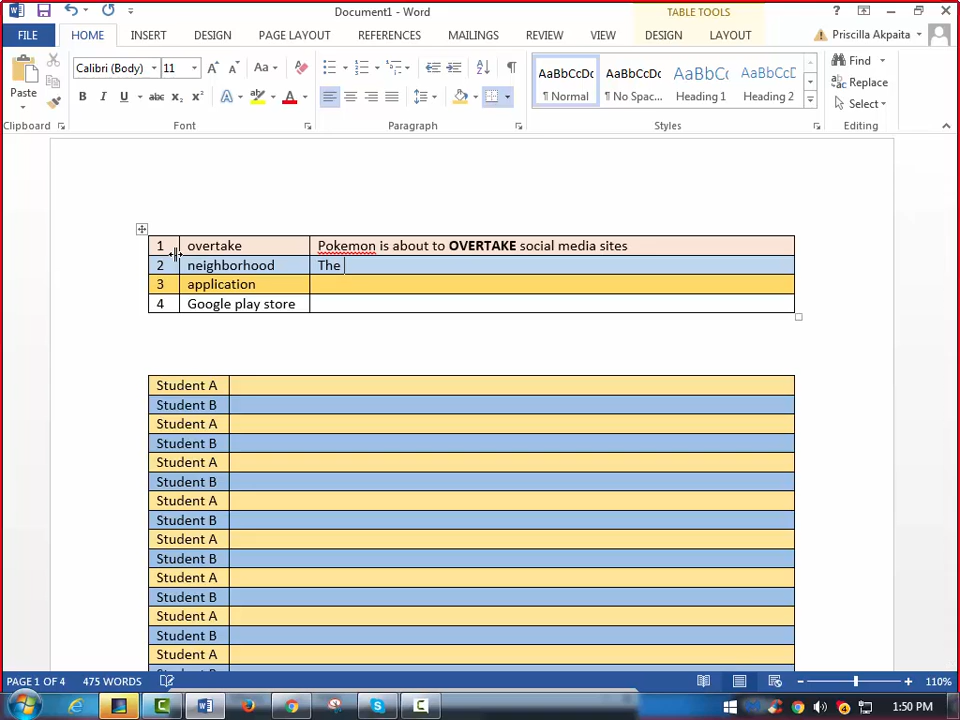 Document1 - Word
TABLE TOOLS
FILE HOME INSERT DESIGN PAGE LAYOUT REFERENCES MAILINGS REVIEW VIEW DESIGN LAYOUT Priscilla Akpaita
Calibri (Body) 11 Aa
AaBbCcDc AaBbCcDc AaBbCc AaBbCcD
Find
Replace
Select
Paste
B I U abc X₂ X² A A
¶ Normal ¶ No Spac... Heading 1 Heading 2
Clipboard Font Paragraph Styles Editing
1 overtake Pokemon is about to OVERTAKE social media sites
2 neighborhood The
3 application
4 Google play store
Student A
Student B
Student A
Student B
Student A
Student B
Student A
Student B
Student A
Student B
Student A
Student B
Student A
Student B
Student A
PAGE 1 OF 4 475 WORDS 110%
1:50 PM